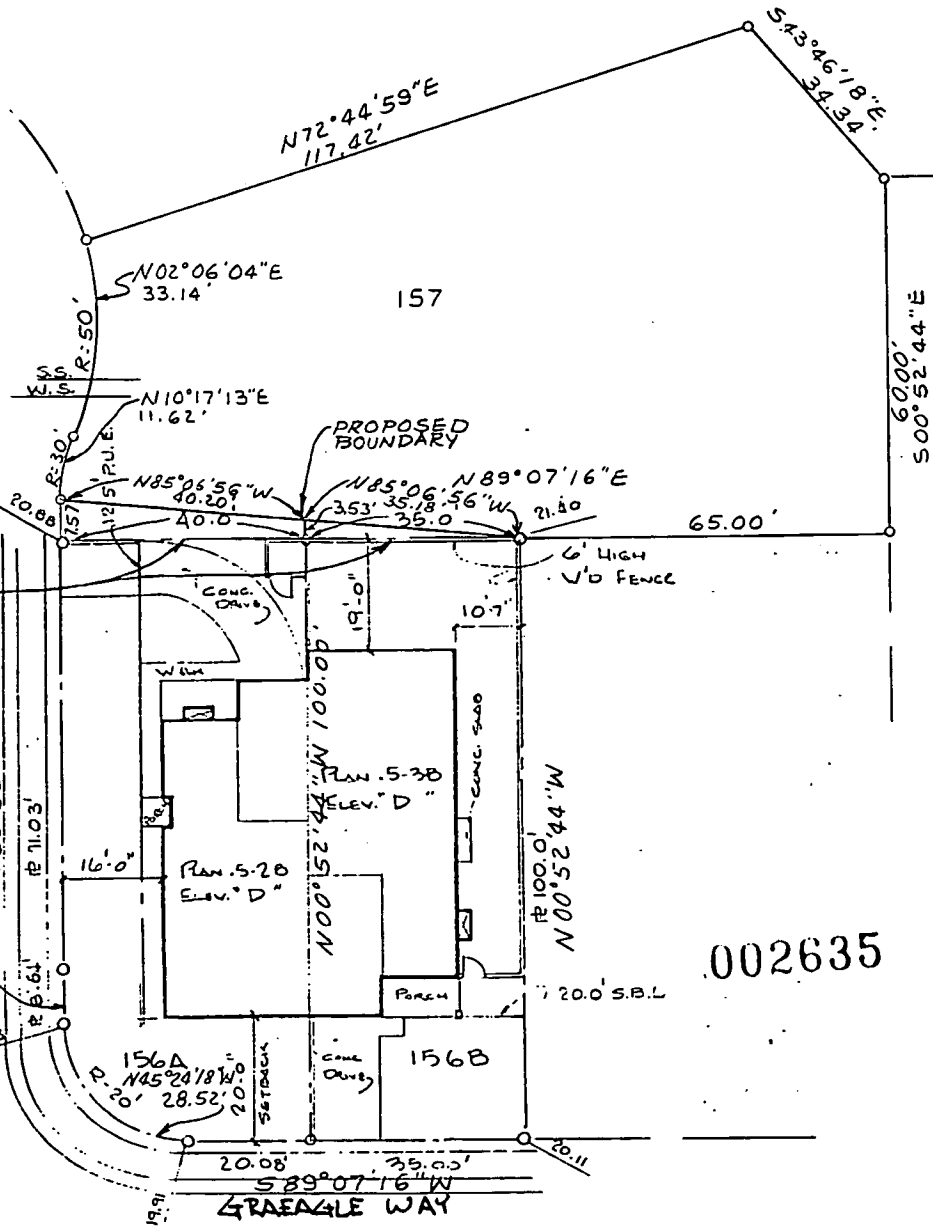 S43°46'18"E.
34.34
N72°44'59"E
117.42'
N02°06'04"E
33.14'
157
R=50'
S.S.
W.S.
60.00'
S00°52'44"E
N10°17'13"E
11.62'
R=30'
12.5' P.U.E.
PROPOSED
BOUNDARY
N85°06'56"W
40.20'
N85°06'56"W
35.18'
N89°07'16"E
20.88
7.57
40.0'
3.53'
35.0'
21.40
65.00'
6' HIGH
W'D FENCE
CONC.
DRIVE
19'-0"
10'-7"
WALK
CONC. SLAB
PLAN 5-3B
ELEV. "D"
N00°52'44"W 100.00'
℄ 71.03'
16'-0"
PLAN 5-2B
ELEV. "D"
℄ 100.0'
N00°52'44"W
002635
PORCH
20.0' S.B.L
℄ 8.61'
156A
N45°24'18"W
28.52'
R=20'
20.0
SETBACK
CONC
DRIVE
156B
20.08'
35.00'
20.11
S89°07'16"W
19.91
GRAEAGLE WAY